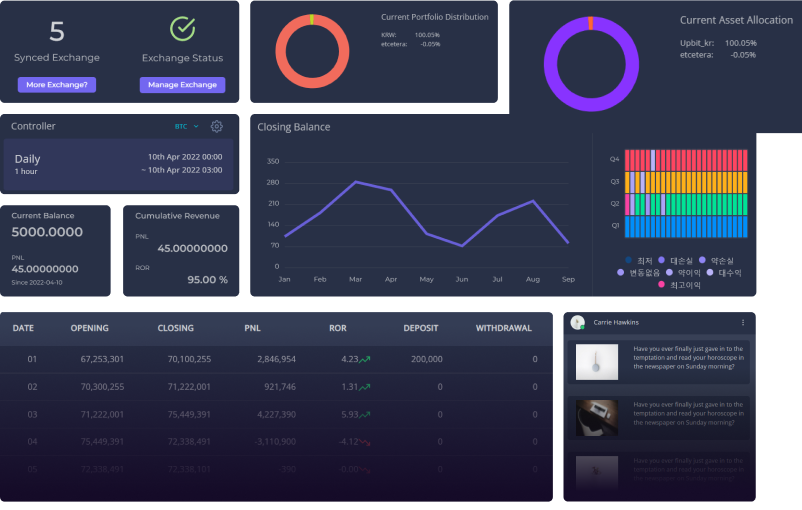 5
Synced Exchange
More Exchange?
Exchange Status
Manage Exchange
Current Portfolio Distribution
KRW: 100.05%
etcetera: -0.05%
Current Asset Allocation
Upbit_kr: 100.05%
etcetera: -0.05%
Controller
BTC
Daily
1 hour
10th Apr 2022 00:00
~ 10th Apr 2022 03:00
Current Balance
5000.0000
PNL
45.00000000
Since 2022-04-10
Cumulative Revenue
PNL
45.00000000
ROR
95.00 %
Closing Balance
350
280
210
140
70
0
Jan Feb Mar Apr May Jun Jul Aug Sep
Q4
Q3
Q2
Q1
최저 대손실 약손실
변동없음 약이익 대수익
최고이익
DATE OPENING CLOSING PNL ROR DEPOSIT WITHDRAWAL
01 67,253,301 70,100,255 2,846,954 4.23 200,000 0
02 70,300,255 71,222,001 921,746 1.31 0 0
03 71,222,001 75,449,391 4,227,390 5.93 0 0
04 75,449,391 72,338,491 -3,110,900 -4.12 0 0
05 72,338,491 72,338,101 -390 -0.00 0 0
Carrie Hawkins
Have you ever finally just gave in to the
temptation and read your horoscope in
the newspaper on Sunday morning?
Have you ever finally just gave in to the
temptation and read your horoscope in
the newspaper on Sunday morning?
Have you ever finally just gave in to the
temptation and read your horoscope in
the newspaper on Sunday morning?